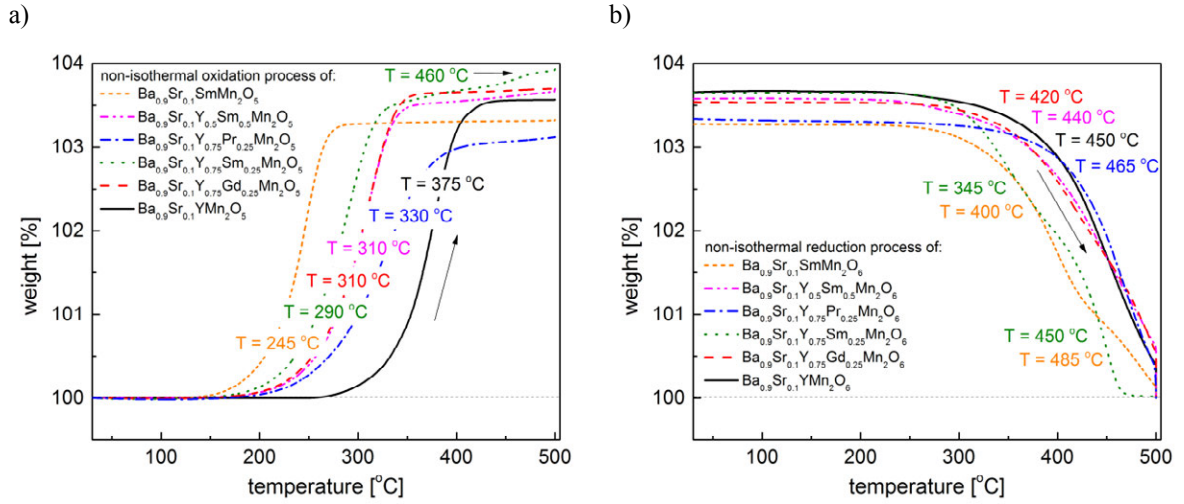 a)
104
103
102
101
100
weight [%]
non-isothermal oxidation process of:
Ba0.9Sr0.1SmMn2O5
Ba0.9Sr0.1Y0.5Sm0.5Mn2O5
Ba0.9Sr0.1Y0.75Pr0.25Mn2O5
Ba0.9Sr0.1Y0.75Sm0.25Mn2O5
Ba0.9Sr0.1Y0.75Gd0.25Mn2O5
Ba0.9Sr0.1YMn2O5
T = 460 °C
T = 375 °C
T = 330 °C
T = 310 °C
T = 310 °C
T = 290 °C
T = 245 °C
100 200 300 400 500
temperature [°C]
b)
104
103
102
101
100
weight [%]
T = 420 °C
T = 440 °C
T = 450 °C
T = 465 °C
T = 345 °C
T = 400 °C
non-isothermal reduction process of:
Ba0.9Sr0.1SmMn2O6
Ba0.9Sr0.1Y0.5Sm0.5Mn2O6
Ba0.9Sr0.1Y0.75Pr0.25Mn2O6
Ba0.9Sr0.1Y0.75Sm0.25Mn2O6
Ba0.9Sr0.1Y0.75Gd0.25Mn2O6
Ba0.9Sr0.1YMn2O6
T = 450 °C
T = 485 °C
100 200 300 400 500
temperature [°C]